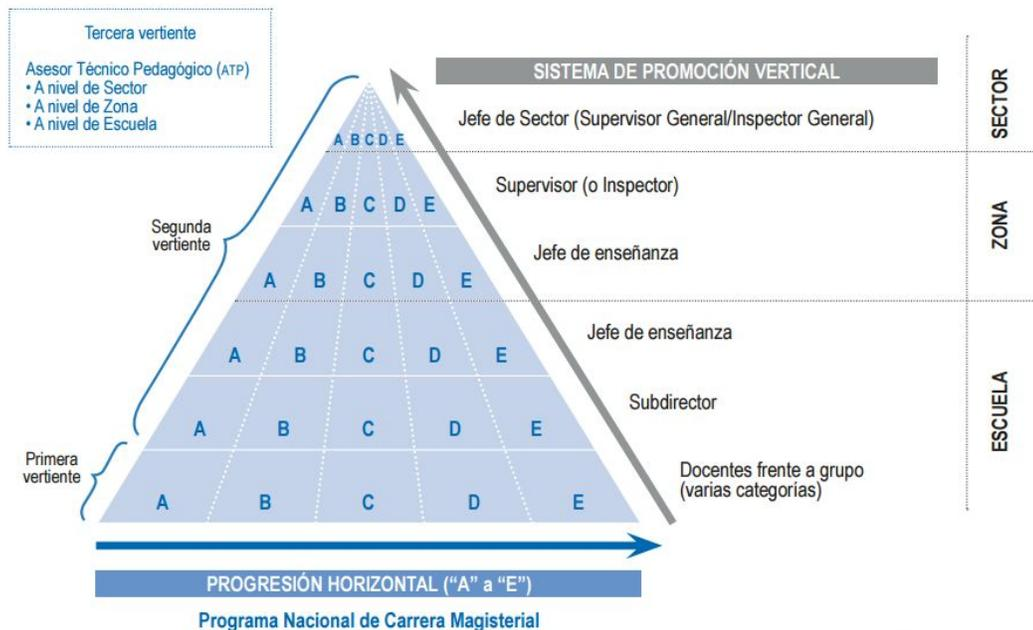 Tercera vertiente
Asesor Técnico Pedagógico (ATP)
• A nivel de Sector
• A nivel de Zona
• A nivel de Escuela
SISTEMA DE PROMOCIÓN VERTICAL
SECTOR
Jefe de Sector (Supervisor General/Inspector General)
A B C D E
ZONA
Supervisor (o Inspector)
A B C D E
Segunda
vertiente
Jefe de enseñanza
A B C D E
ESCUELA
Jefe de enseñanza
A B C D E
Subdirector
A B C D E
Primera
vertiente
Docentes frente a grupo
(varias categorías)
A B C D E
PROGRESIÓN HORIZONTAL (“A” a “E”)
Programa Nacional de Carrera Magisterial